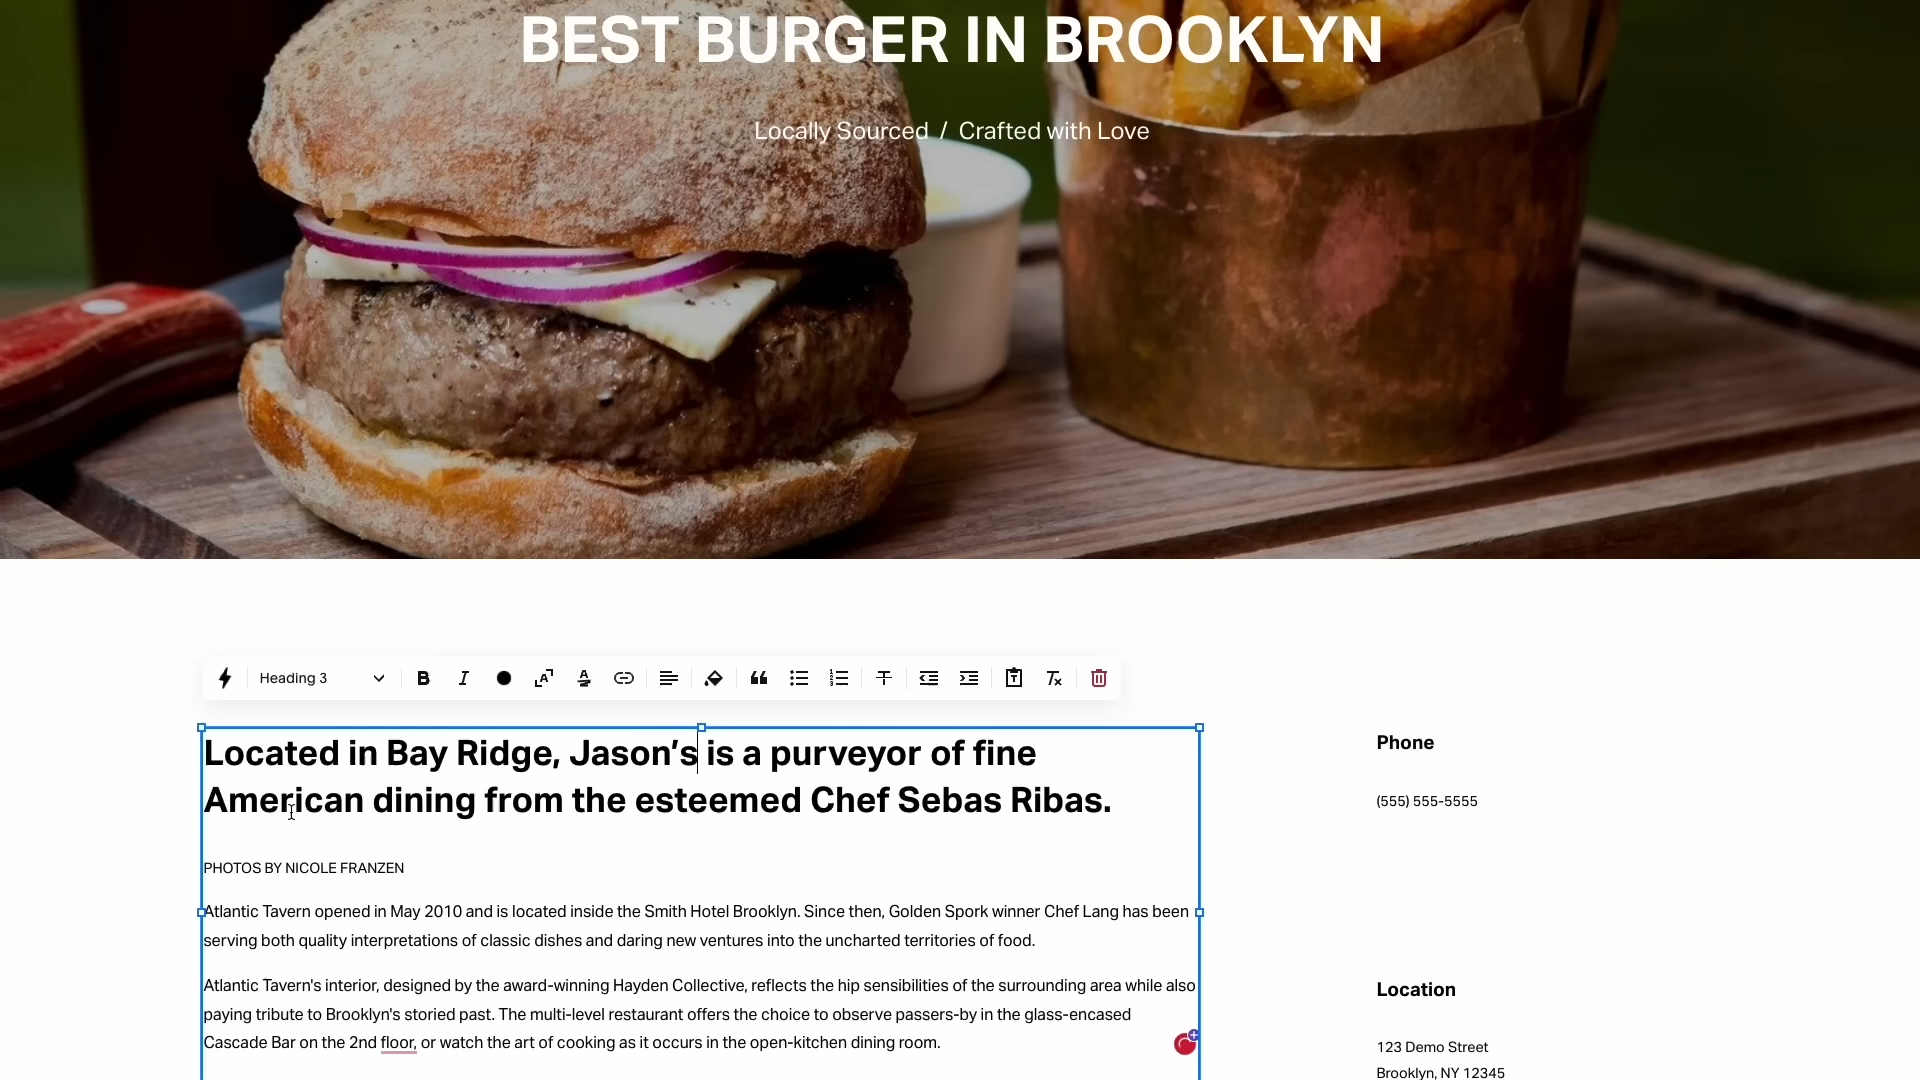 BEST BURGER IN BROOKLYN
Locally Sourced / Crafted with Love
Heading 3
Located in Bay Ridge, Jason’s is a purveyor of fine
American dining from the esteemed Chef Sebas Ribas.
PHOTOS BY NICOLE FRANZEN
Atlantic Tavern opened in May 2010 and is located inside the Smith Hotel Brooklyn. Since then, Golden Spork winner Chef Lang has been
serving both quality interpretations of classic dishes and daring new ventures into the uncharted territories of food.
Atlantic Tavern's interior, designed by the award-winning Hayden Collective, reflects the hip sensibilities of the surrounding area while also
paying tribute to Brooklyn's storied past. The multi-level restaurant offers the choice to observe passers-by in the glass-encased
Cascade Bar on the 2nd floor, or watch the art of cooking as it occurs in the open-kitchen dining room.
Phone
(555) 555-5555
Location
123 Demo Street
Brooklyn, NY 12345